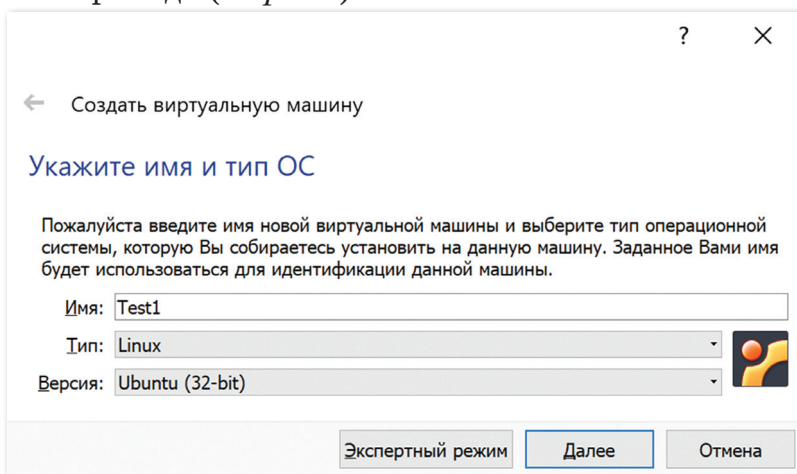 ?
Создать виртуальную машину
Укажите имя и тип ОС
Пожалуйста введите имя новой виртуальной машины и выберите тип операционной
системы, которую Вы собираетесь установить на данную машину. Заданное Вами имя
будет использоваться для идентификации данной машины.
Имя: Test1
Тип: Linux
Версия: Ubuntu (32-bit)
Экспертный режим Далее Отмена